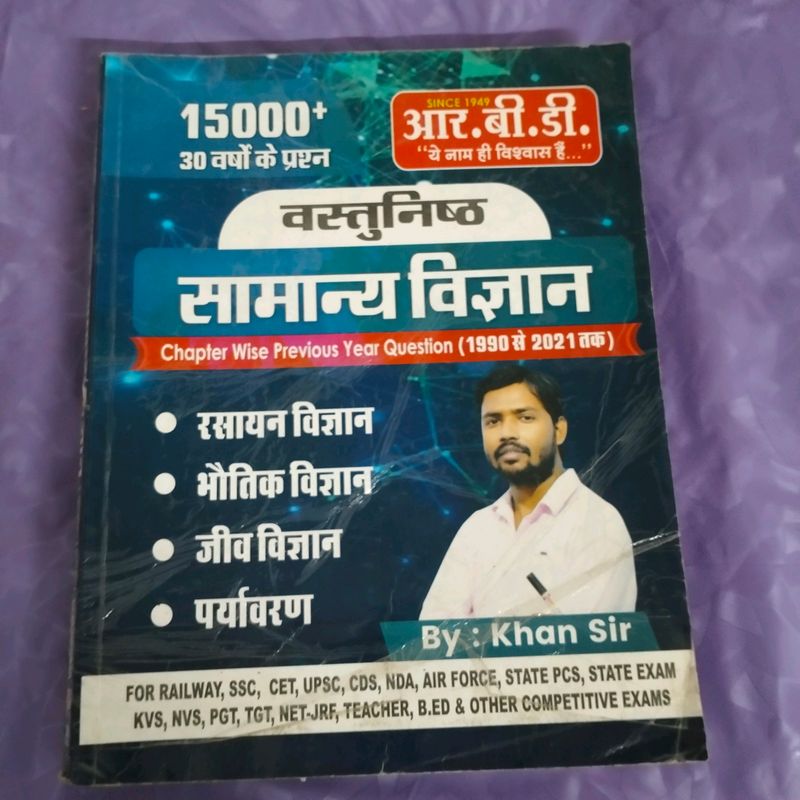 15000+
30 वर्षों के प्रश्न
SINCE 1949
आर.बी.डी.
“ये नाम ही विश्वास हैं...”
वस्तुनिष्ठ
सामान्य विज्ञान
Chapter Wise Previous Year Question (1990 से 2021 तक)
• रसायन विज्ञान
• भौतिक विज्ञान
• जीव विज्ञान
• पर्यावरण
By : Khan Sir
FOR RAILWAY, SSC, CET, UPSC, CDS, NDA, AIR FORCE, STATE PCS, STATE EXAM
KVS, NVS, PGT, TGT, NET-JRF, TEACHER, B.ED & OTHER COMPETITIVE EXAMS